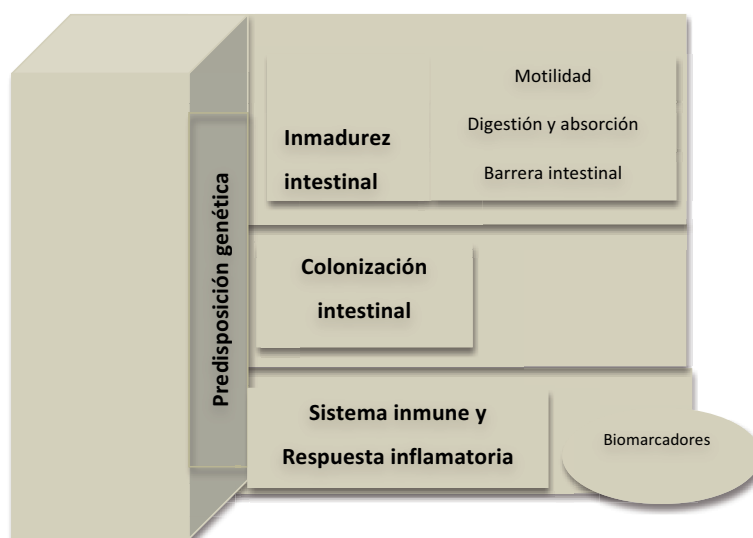 Predisposición genética
Inmadurez
intestinal
Motilidad
Digestión y absorción
Barrera intestinal
Colonización
intestinal
Sistema inmune y
Respuesta inflamatoria
Biomarcadores